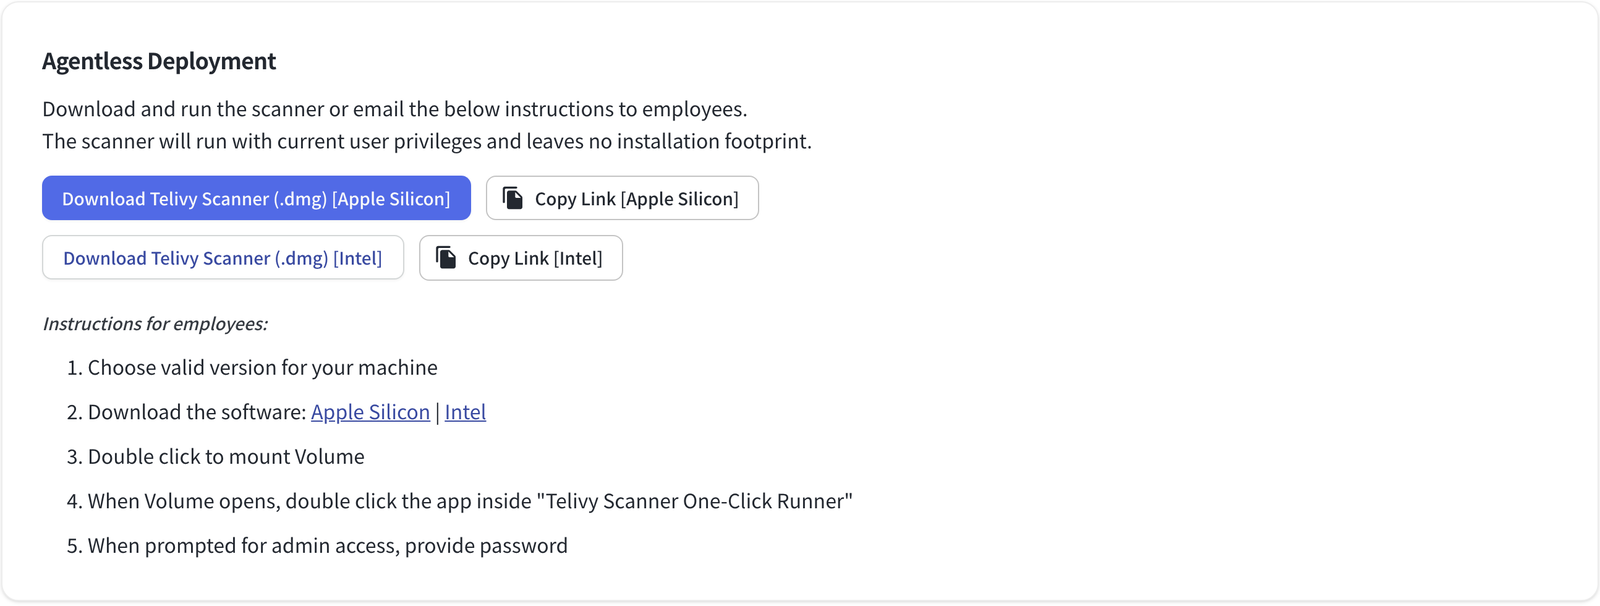 Agentless Deployment
Download and run the scanner or email the below instructions to employees.
The scanner will run with current user privileges and leaves no installation footprint.
Download Telivy Scanner (.dmg) [Apple Silicon] Copy Link [Apple Silicon]
Download Telivy Scanner (.dmg) [Intel] Copy Link [Intel]
Instructions for employees:
1. Choose valid version for your machine
2. Download the software: Apple Silicon | Intel
3. Double click to mount Volume
4. When Volume opens, double click the app inside "Telivy Scanner One-Click Runner"
5. When prompted for admin access, provide password